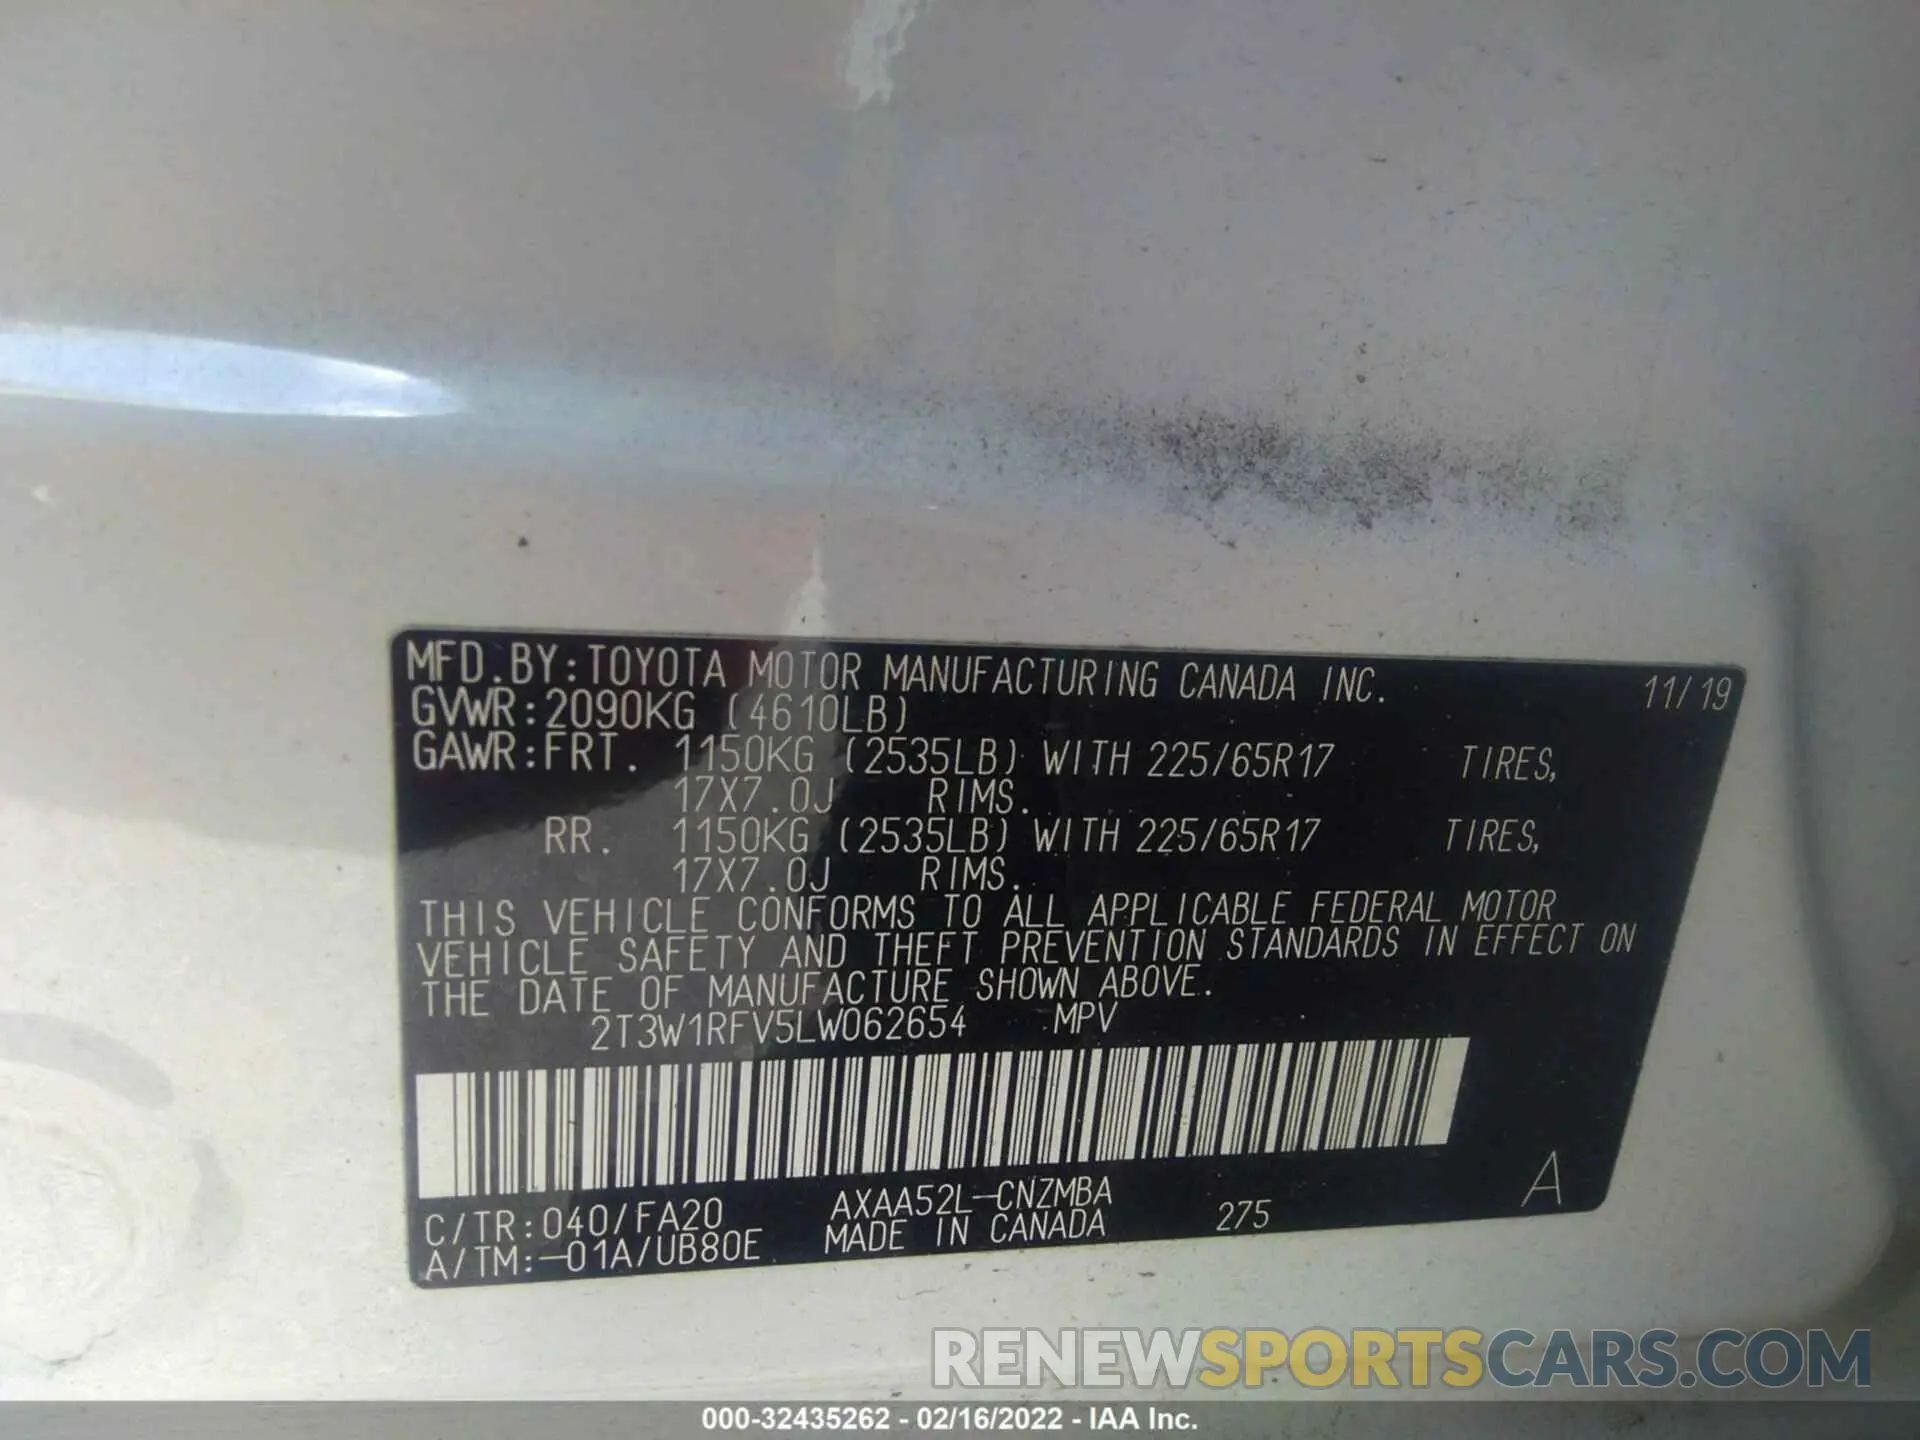 MFD.BY:TOYOTA MOTOR MANUFACTURING CANADA INC. 11/19
GVWR:2090KG (4610LB)
GAWR:FRT. 1150KG (2535LB) WITH 225/65R17 TIRES,
17X7.0J RIMS.
RR. 1150KG (2535LB) WITH 225/65R17 TIRES,
17X7.0J RIMS.
THIS VEHICLE CONFORMS TO ALL APPLICABLE FEDERAL MOTOR
VEHICLE SAFETY AND THEFT PREVENTION STANDARDS IN EFFECT ON
THE DATE OF MANUFACTURE SHOWN ABOVE.
2T3W1RFV5LW062654 MPV
C/TR:040/FA20 AXAA52L-CNZMBA 275 A
A/TM:-01A/UB80E MADE IN CANADA
RENEWSPORTSCARS.COM
000-32435262 - 02/16/2022 - IAA Inc.